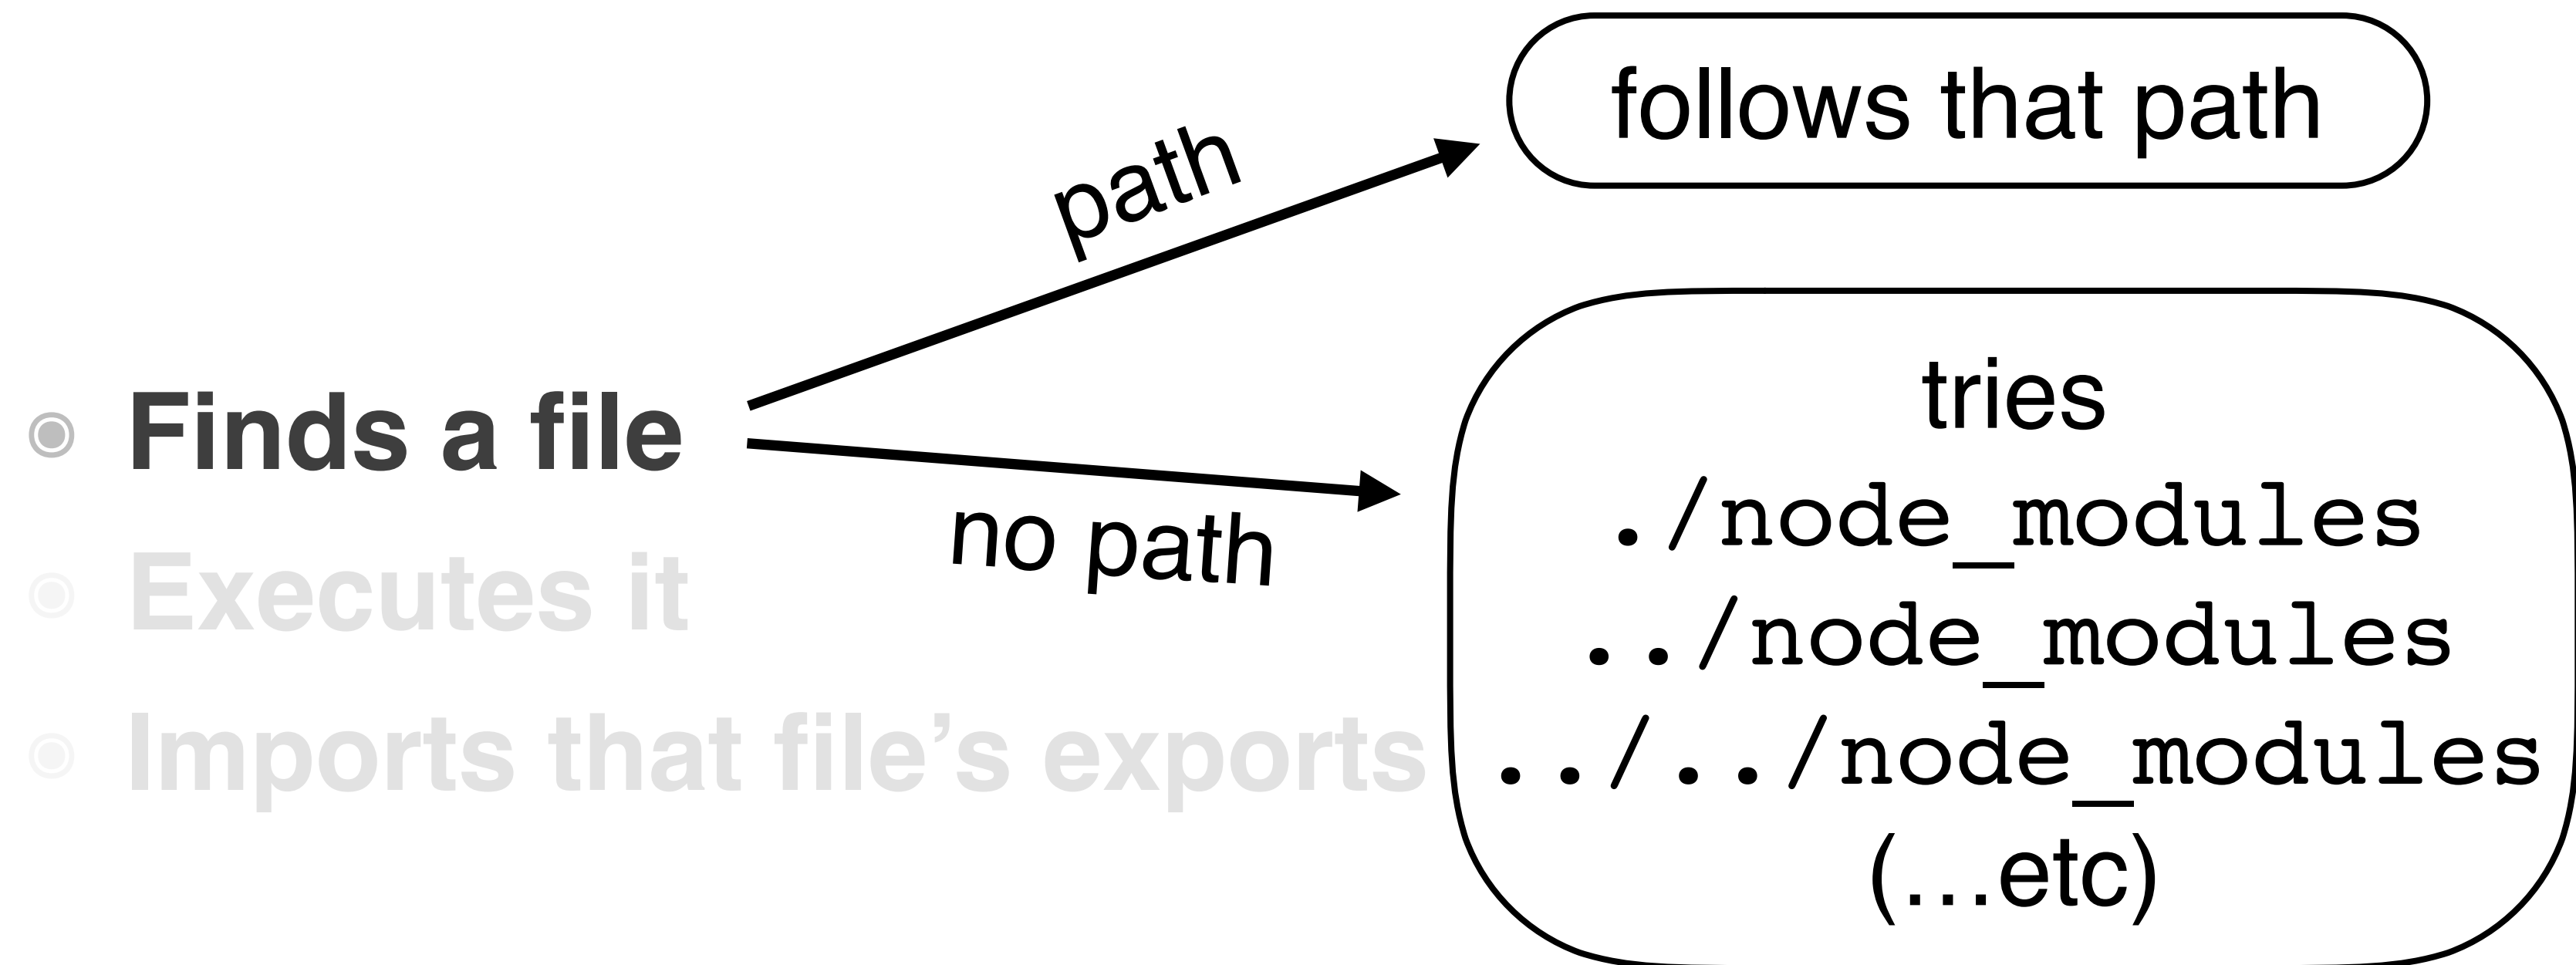 follows that path
path
Finds a file
no path
Executes it
Imports that file’s exports
tries
./node_modules
../node_modules
../../node_modules
(…etc)